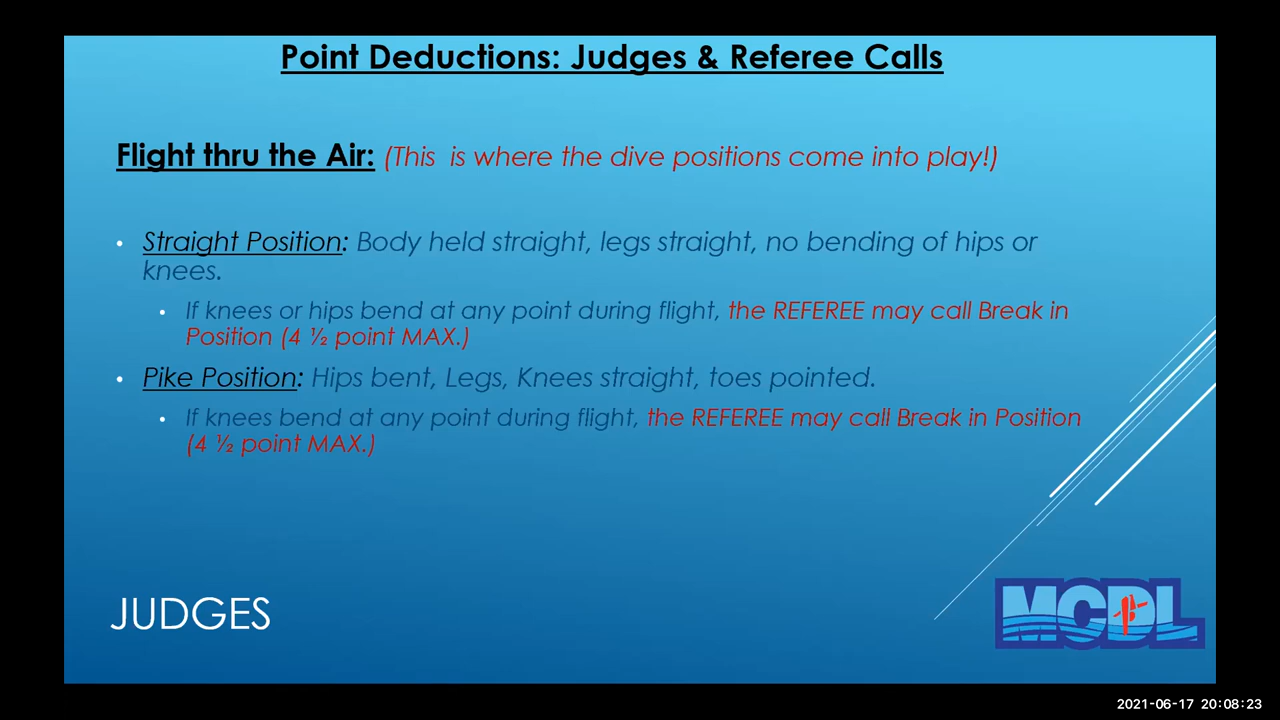 Point Deductions: Judges & Referee Calls
Flight thru the Air: (This  is where the dive positions come into play!)
• Straight Position: Body held straight, legs straight, no bending of hips or
knees.
• If knees or hips bend at any point during flight, the REFEREE may call Break in
Position (4 ½ point MAX.)
• Pike Position: Hips bent, Legs, Knees straight, toes pointed.
• If knees bend at any point during flight, the REFEREE may call Break in Position
(4 ½ point MAX.)
JUDGES
MCDL
2021-06-17 20:08:23